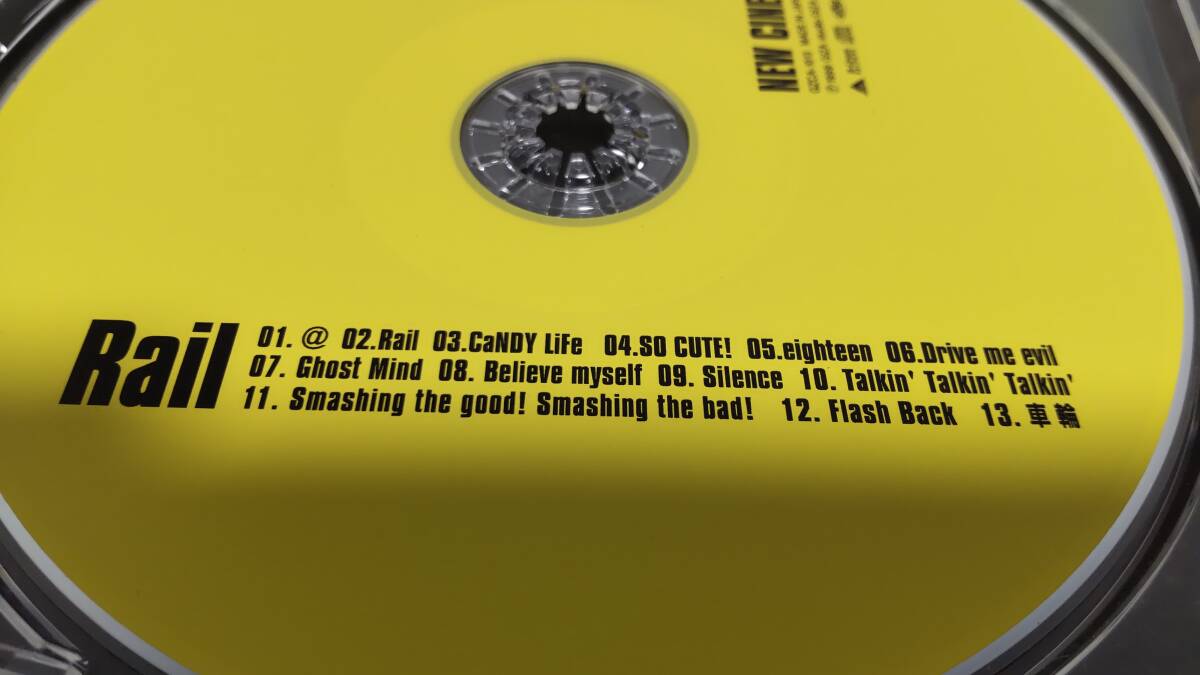 NEW CINE
Rail
01. @ 02.Rail 03.CaNDY LiFe 04.SO CUTE! 05.eighteen 06.Drive me evil
07. Ghost Mind 08. Believe myself 09. Silence 10. Talkin' Talkin' Talkin'
11. Smashing the good! Smashing the bad! 12. Flash Back 13. 車輪